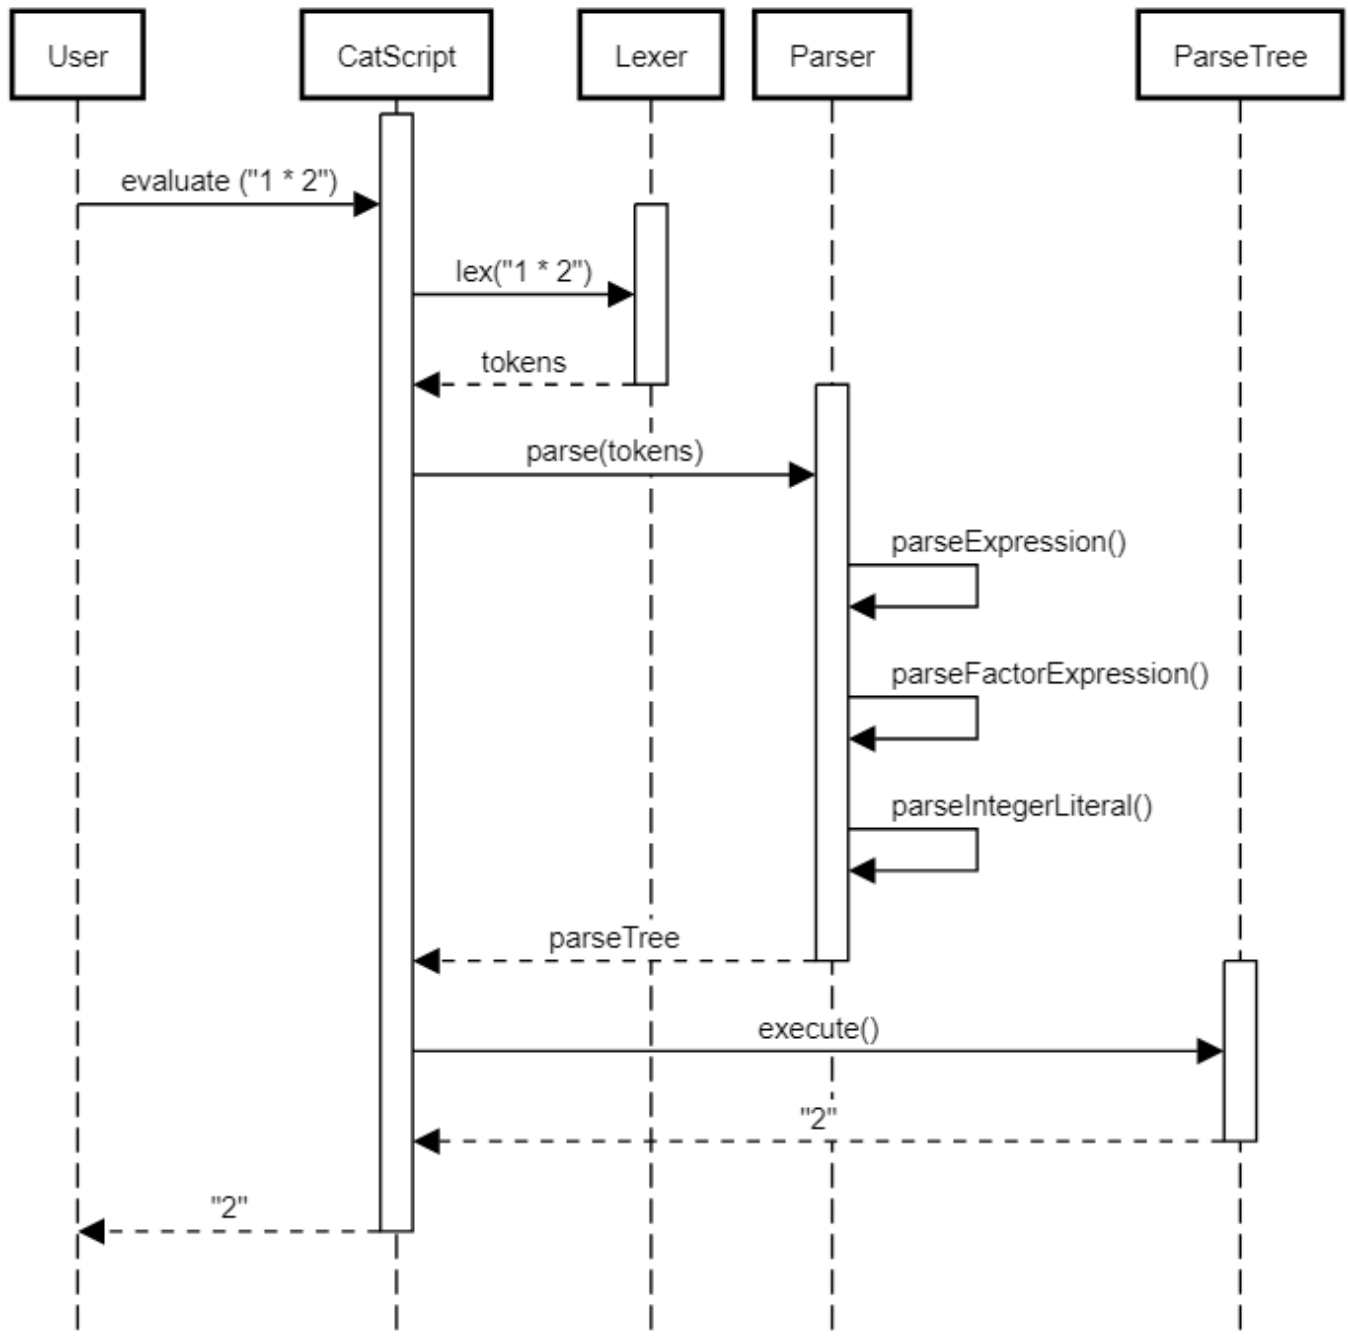 User
CatScript
Lexer
Parser
ParseTree
evaluate ("1 * 2")
lex("1 * 2")
tokens
parse(tokens)
parseExpression()
parseFactorExpression()
parseIntegerLiteral()
parseTree
execute()
"2"
"2"